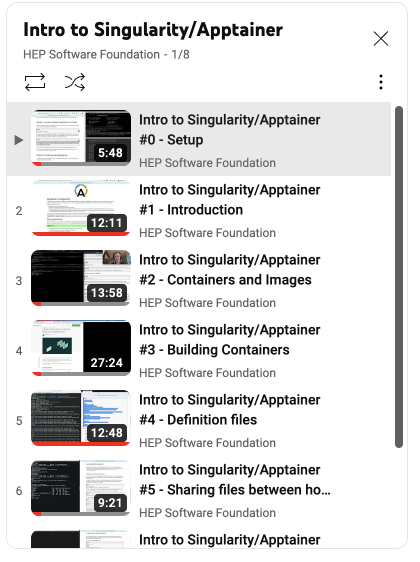 Intro to Singularity/Apptainer
HEP Software Foundation - 1/8
5:48
Intro to Singularity/Apptainer
#0 - Setup
HEP Software Foundation
2
12:11
Intro to Singularity/Apptainer
#1 - Introduction
HEP Software Foundation
3
13:58
Intro to Singularity/Apptainer
#2 - Containers and Images
HEP Software Foundation
4
27:24
Intro to Singularity/Apptainer
#3 - Building Containers
HEP Software Foundation
5
12:48
Intro to Singularity/Apptainer
#4 - Definition files
HEP Software Foundation
6
9:21
Intro to Singularity/Apptainer
#5 - Sharing files between ho...
HEP Software Foundation
Intro to Singularity/Apptainer